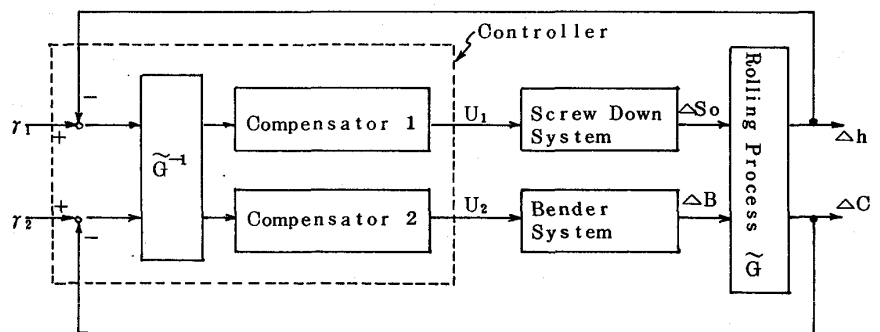 Controller
−
γ₁
+
G̃⁻¹
Compensator 1
U₁
Screw Down
System
△So
Rolling Process G̃
△h
+
γ₂
−
Compensator 2
U₂
Bender
System
△B
△C